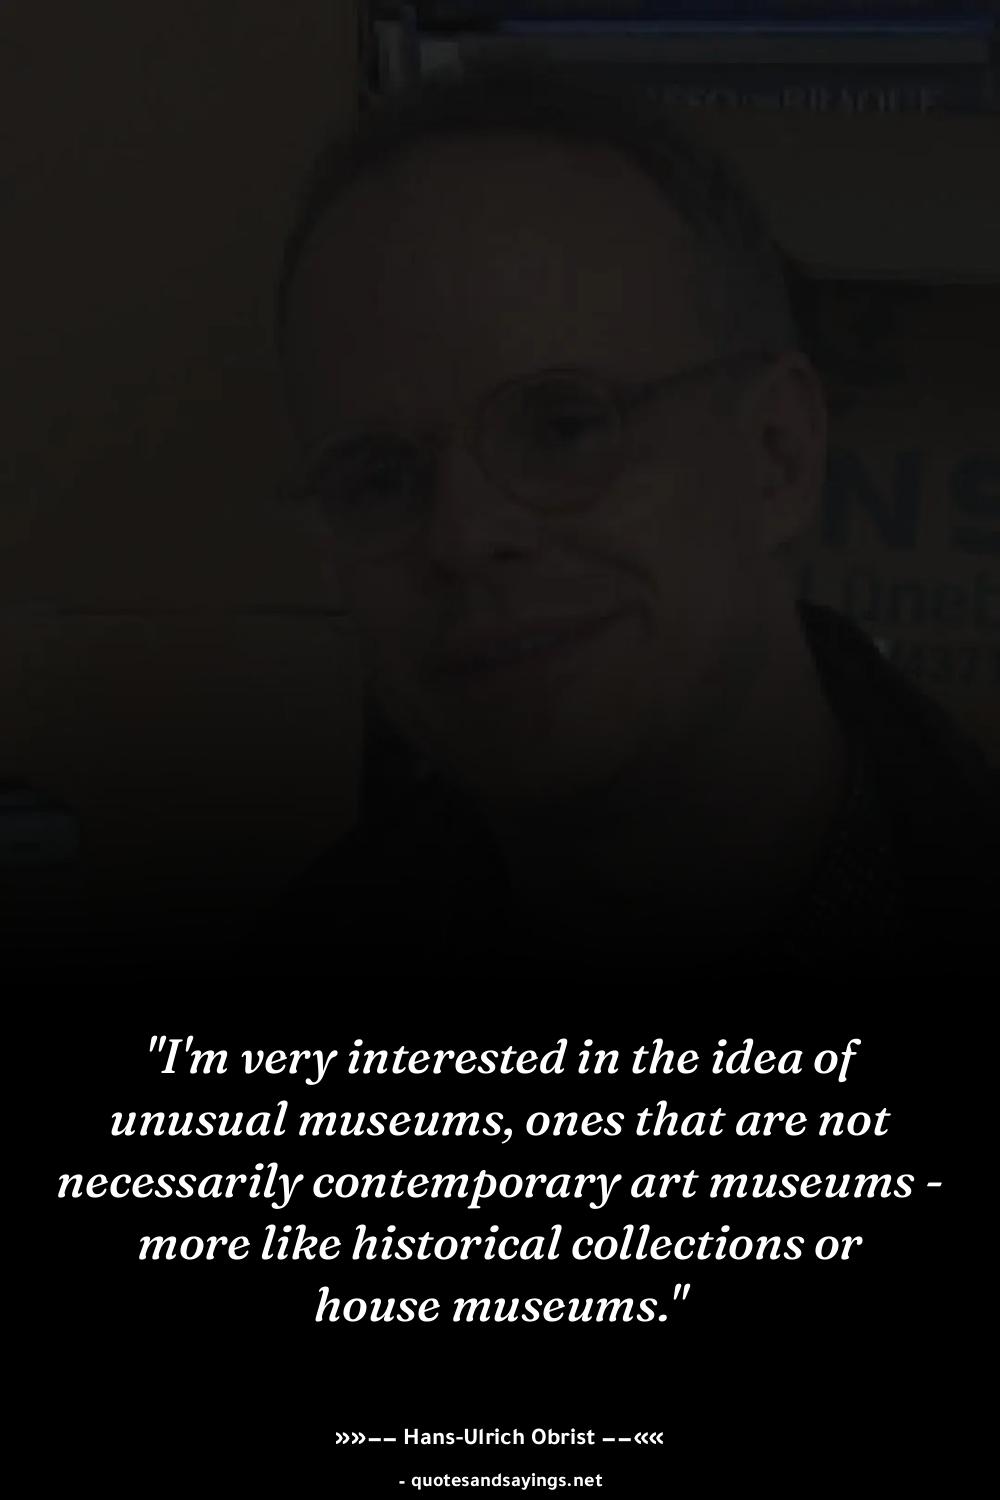 "I'm very interested in the idea of
unusual museums, ones that are not
necessarily contemporary art museums -
more like historical collections or
house museums."
»»–– Hans-Ulrich Obrist ––««
- quotesandsayings.net